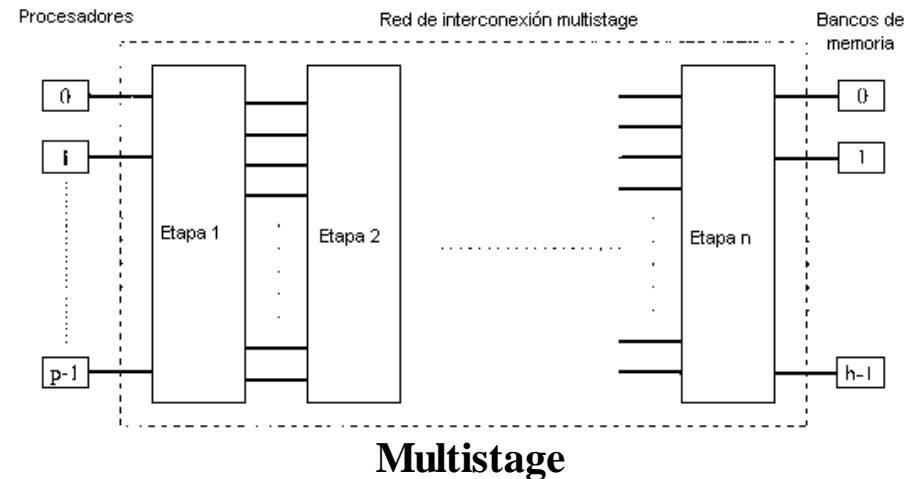 Procesadores
Red de interconexión multistage
Bancos de
memoria
0
0
i
1
Etapa 1
Etapa 2
Etapa n
p-1
h-1
Multistage